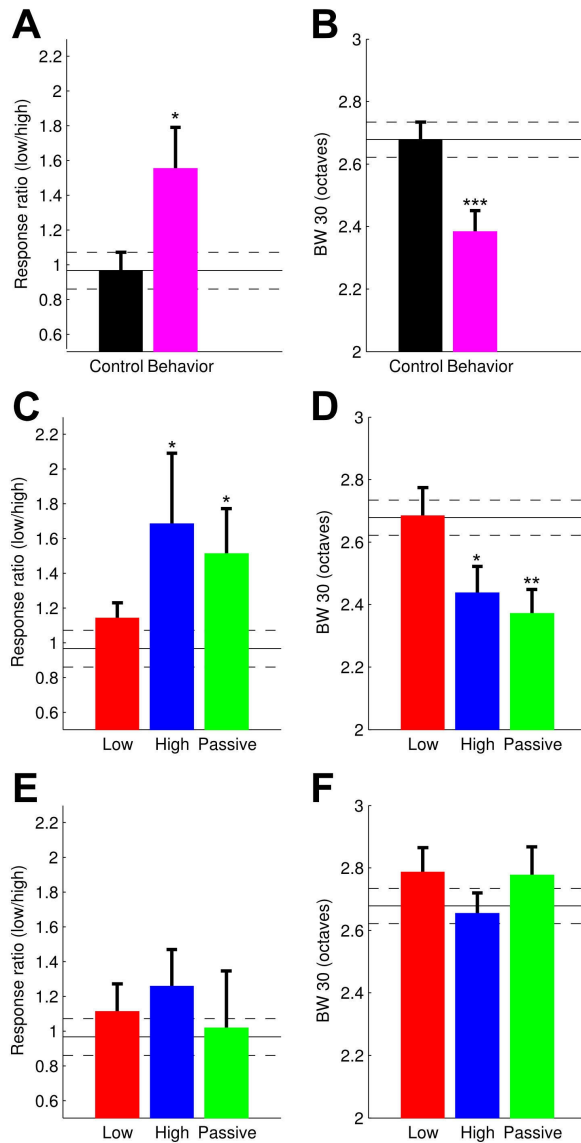 A
Response ratio (low/high)
2.2
2
1.8
1.6
1.4
1.2
1
0.8
0.6
*
Control Behavior
B
BW 30 (octaves)
3
2.8
2.6
2.4
2.2
2
***
Control Behavior
C
Response ratio (low/high)
2.2
2
1.8
1.6
1.4
1.2
1
0.8
0.6
*
*
Low High Passive
D
BW 30 (octaves)
3
2.8
2.6
2.4
2.2
2
*
**
Low High Passive
E
Response ratio (low/high)
2.2
2
1.8
1.6
1.4
1.2
1
0.8
0.6
Low High Passive
F
BW 30 (octaves)
3
2.8
2.6
2.4
2.2
2
Low High Passive